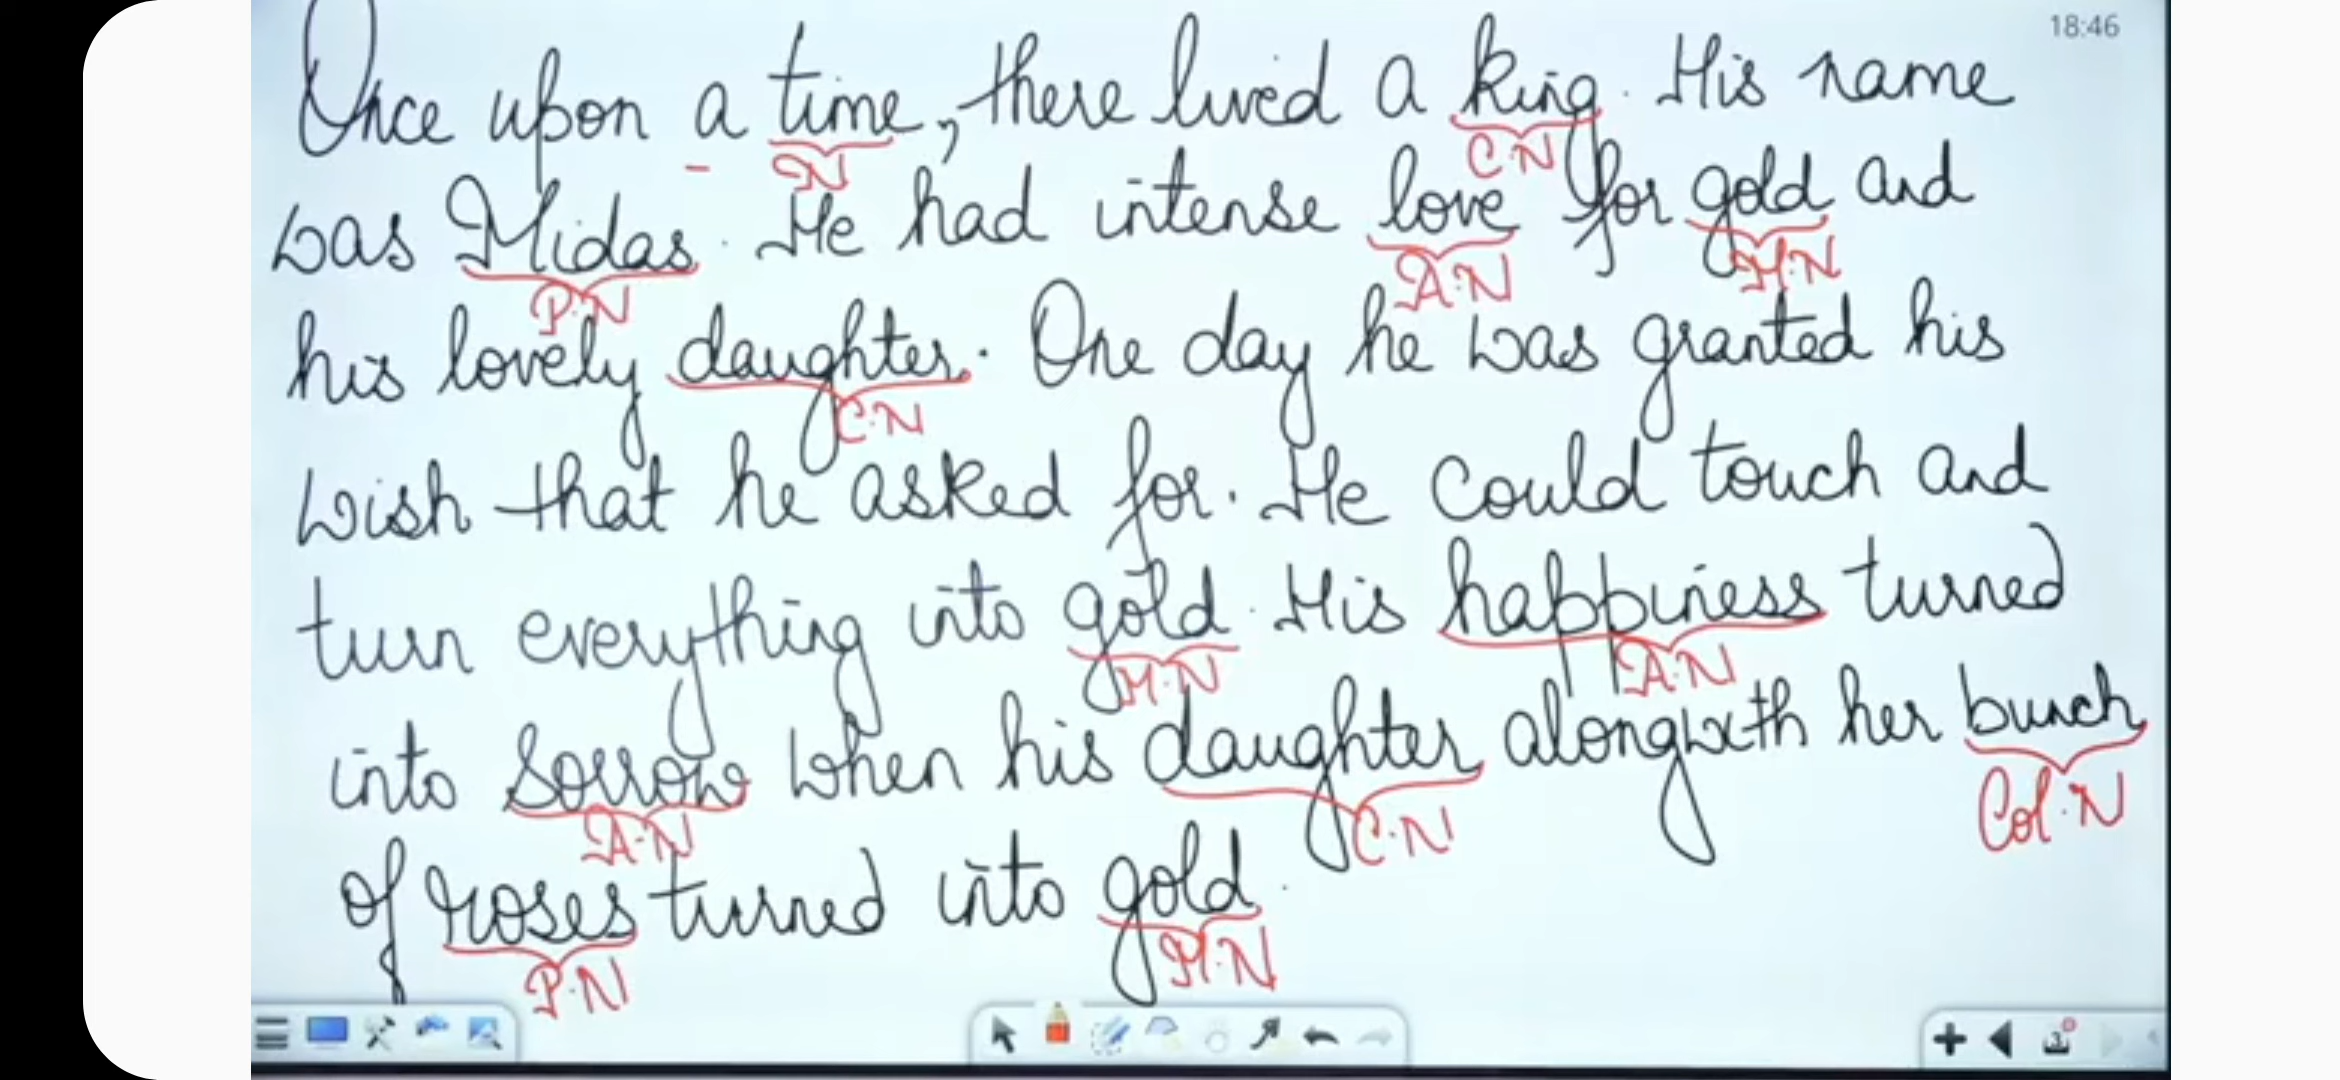 18:46
Once upon a time, there lived a king. His name
N C.N
was Midas. He had intense love for gold and
P.N A.N M.N
his lovely daughter. One day he was granted his
C.N
wish that he asked for. He could touch and
turn everything into gold. His happiness turned
M.N A.N
into sorrow when his daughter alongwith her bunch
A.N C.N Col.N
of roses turned into gold.
P.N M.N